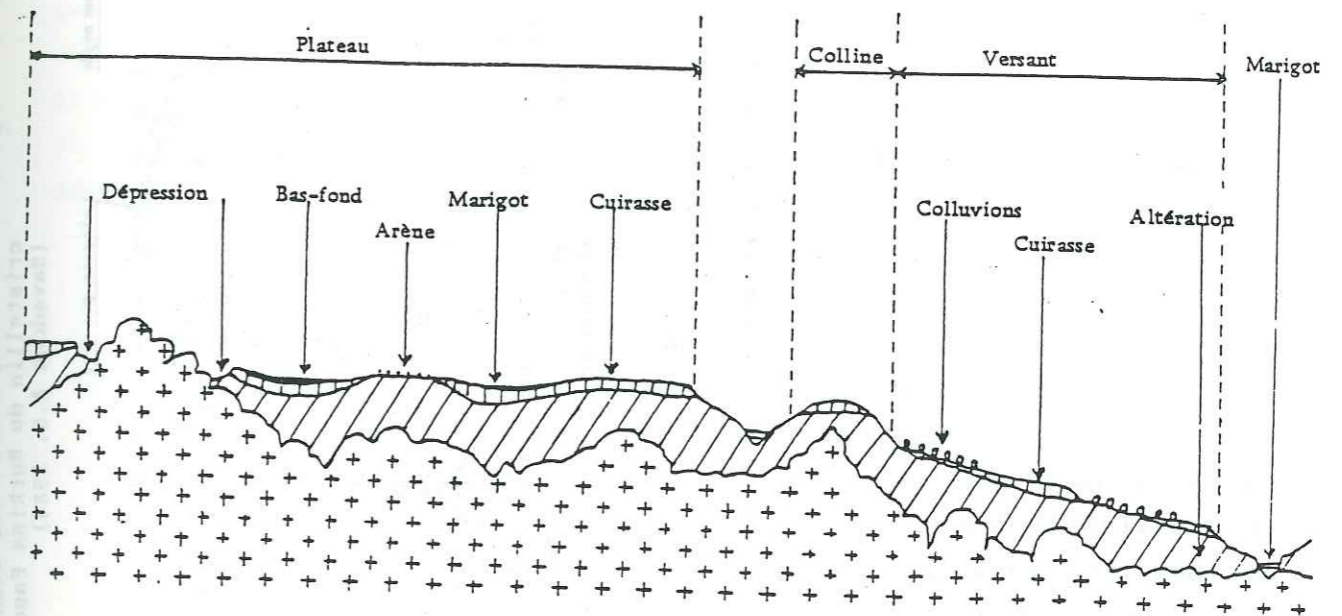 Plateau
Colline
Versant
Marigot
Dépression
Bas-fond
Marigot
Cuirasse
Arène
Colluvions
Altération
Cuirasse